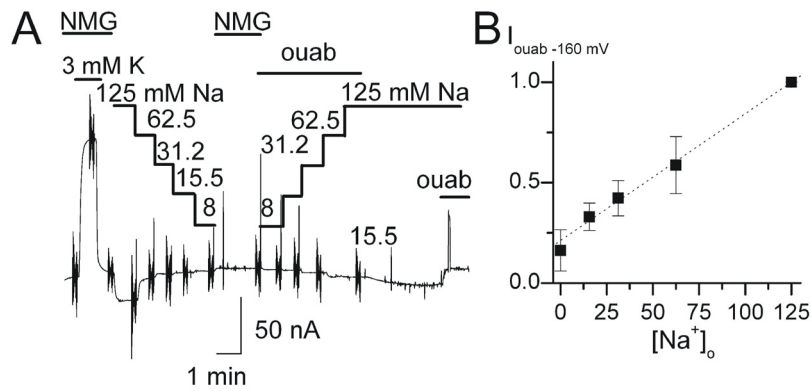 A
NMG
NMG
3 mM K
ouab
125 mM Na
62.5
31.2
15.5
8
125 mM Na
62.5
31.2
8
ouab
15.5
50 nA
1 min
B
I ouab -160 mV
1.0
0.5
0.0
0 25 50 75 100 125
[Na+]o